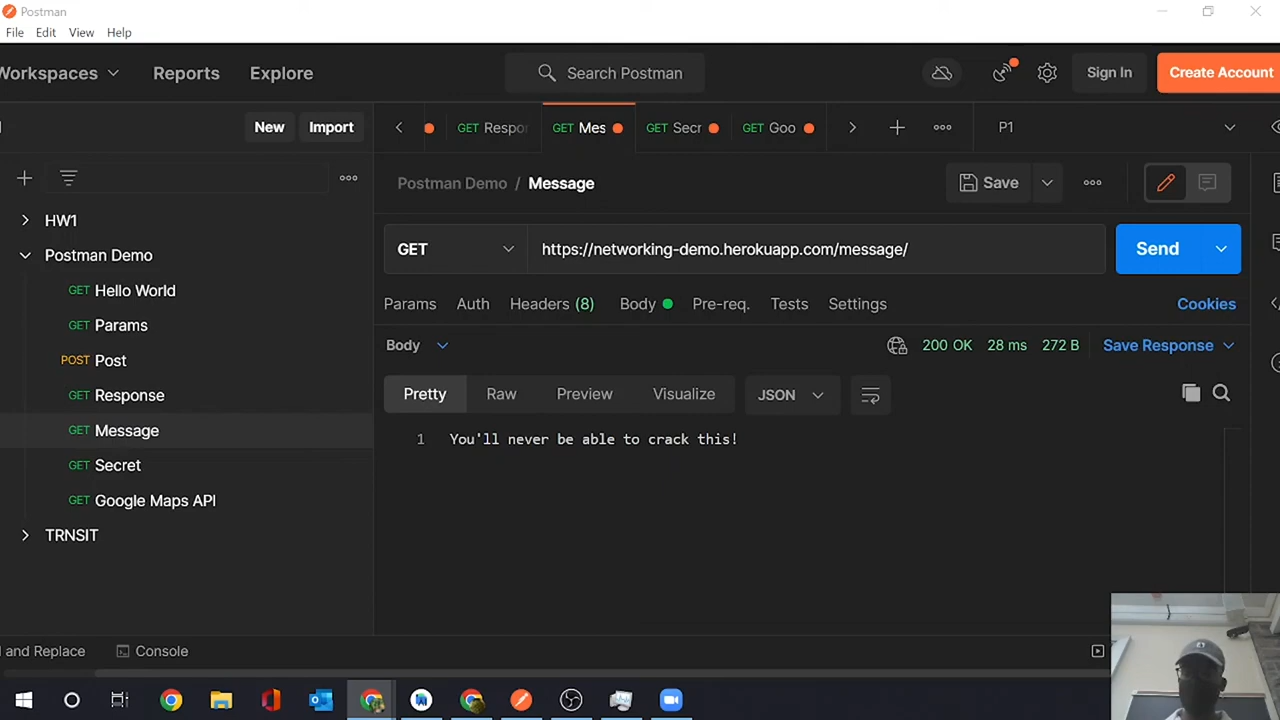 Postman
File Edit View Help
Workspaces Reports Explore Search Postman Sign In Create Account
New Import GET Respor GET Mes GET Secr GET Goo P1
Postman Demo / Message Save
HW1
Postman Demo
GET Hello World
GET Params
POST Post
GET Response
GET Message
GET Secret
GET Google Maps API
TRNSIT
GET https://networking-demo.herokuapp.com/message/ Send
Params Auth Headers (8) Body Pre-req. Tests Settings Cookies
Body 200 OK 28 ms 272 B Save Response
Pretty Raw Preview Visualize JSON
1 You'll never be able to crack this!
and Replace Console